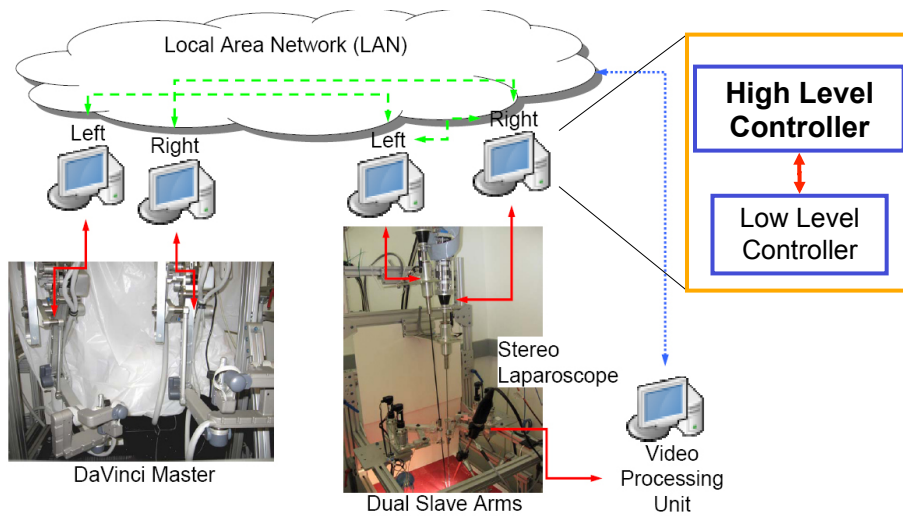 Local Area Network (LAN)
Left
Right
Left
Right
High Level
Controller
Low Level
Controller
Stereo
Laparoscope
DaVinci Master
Dual Slave Arms
Video
Processing
Unit